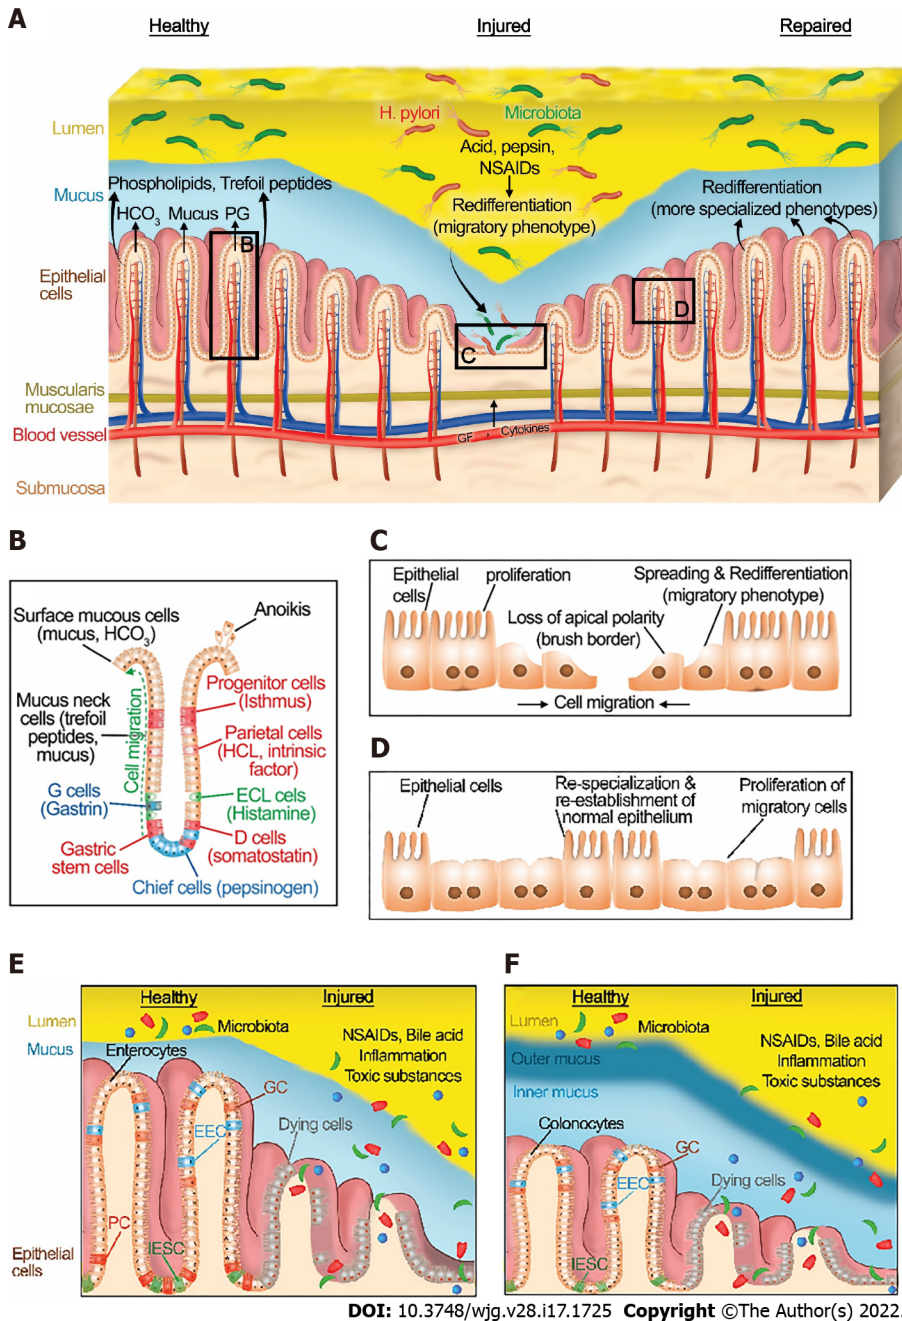 A
Healthy
Injured
Repaired
H. pylori
Microbiota
Lumen
Acid, pepsin,
NSAIDs
Mucus
Phospholipids, Trefoil peptides
Redifferentiation
(migratory phenotype)
Redifferentiation
(more specialized phenotypes)
HCO3
Mucus
PG
B
Epithelial
cells
D
C
Muscularis
mucosae
Blood vessel
GF , Cytokines
Submucosa
B
Surface mucous cells
(mucus, HCO3)
Anoikis
Mucus neck
cells (trefoil
peptides,
mucus)
Cell migration
Progenitor cells
(Isthmus)
Parietal cells
(HCL, intrinsic
factor)
G cells
(Gastrin)
ECL cels
(Histamine)
Gastric
stem cells
D cells
(somatostatin)
Chief cells (pepsinogen)
C
Epithelial
cells
proliferation
Spreading & Redifferentiation
(migratory phenotype)
Loss of apical polarity
(brush border)
Cell migration
D
Epithelial cells
Re-specialization &
re-establishment of
normal epithelium
Proliferation of
migratory cells
E
Healthy
Injured
Lumen
Microbiota
Mucus
Enterocytes
NSAIDs, Bile acid
Inflammation
Toxic substances
GC
EEC
Dying cells
PC
IESC
Epithelial
cells
F
Healthy
Injured
Lumen
Microbiota
Outer mucus
NSAIDs, Bile acid
Inflammation
Toxic substances
Inner mucus
Colonocytes
GC
EEC
Dying cells
IESC
DOI: 10.3748/wjg.v28.i17.1725 Copyright ©The Author(s) 2022.